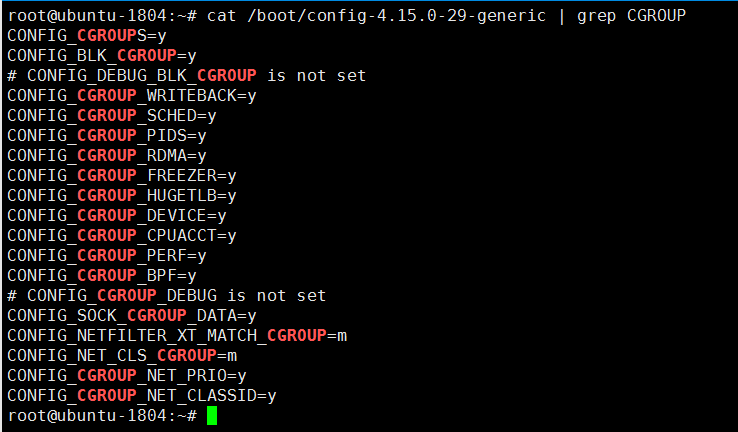 root@ubuntu-1804:~# cat /boot/config-4.15.0-29-generic | grep CGROUP
CONFIG_CGROUPS=y
CONFIG_BLK_CGROUP=y
# CONFIG_DEBUG_BLK_CGROUP is not set
CONFIG_CGROUP_WRITEBACK=y
CONFIG_CGROUP_SCHED=y
CONFIG_CGROUP_PIDS=y
CONFIG_CGROUP_RDMA=y
CONFIG_CGROUP_FREEZER=y
CONFIG_CGROUP_HUGETLB=y
CONFIG_CGROUP_DEVICE=y
CONFIG_CGROUP_CPUACCT=y
CONFIG_CGROUP_PERF=y
CONFIG_CGROUP_BPF=y
# CONFIG_CGROUP_DEBUG is not set
CONFIG_SOCK_CGROUP_DATA=y
CONFIG_NETFILTER_XT_MATCH_CGROUP=m
CONFIG_NET_CLS_CGROUP=m
CONFIG_CGROUP_NET_PRIO=y
CONFIG_CGROUP_NET_CLASSID=y
root@ubuntu-1804:~#